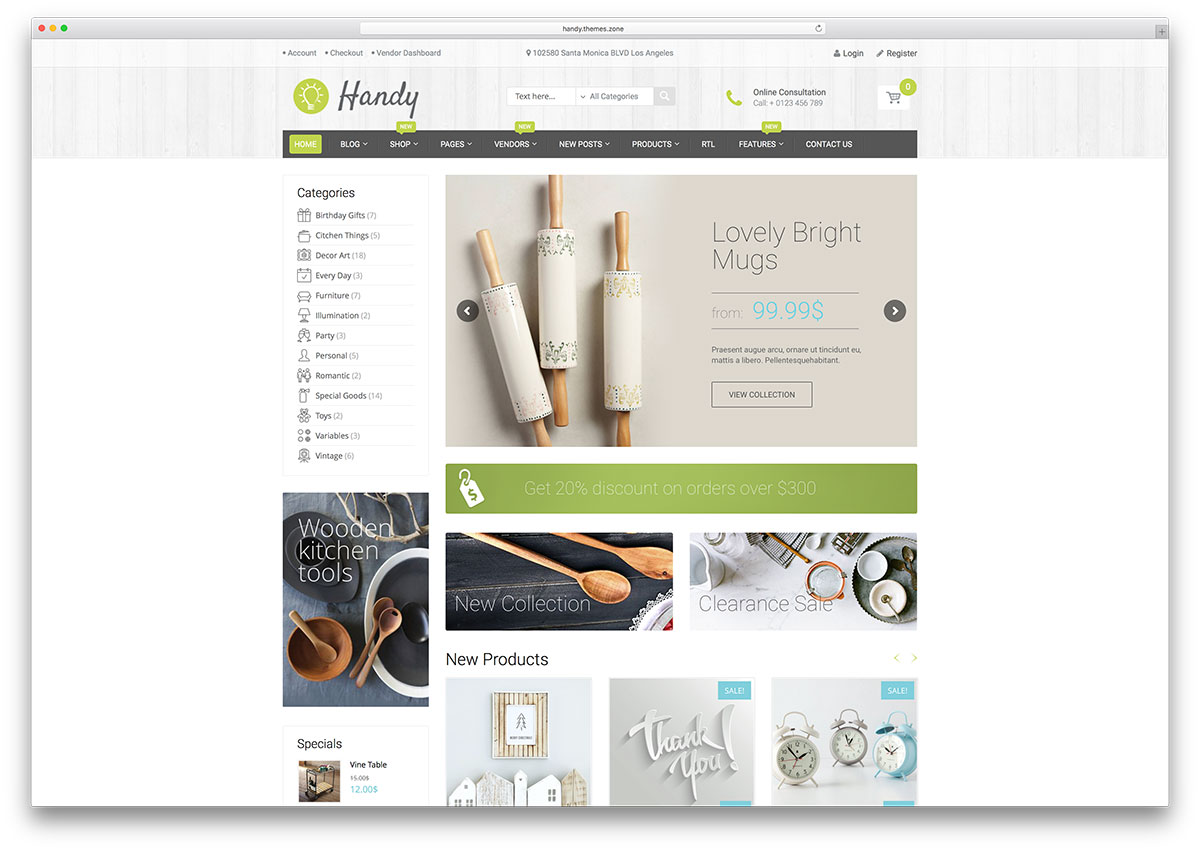 handy.themes.zone
Account Checkout Vendor Dashboard
102580 Santa Monica BLVD Los Angeles
Login Register
Handy
Text here... All Categories
Online Consultation
Call: + 0123 456 789
0
NEW NEW NEW
HOME BLOG SHOP PAGES VENDORS NEW POSTS PRODUCTS RTL FEATURES CONTACT US
Categories
Birthday Gifts (7)
Citchen Things (5)
Decor Art (18)
Every Day (3)
Furniture (7)
Illumination (2)
Party (3)
Personal (5)
Romantic (2)
Special Goods (14)
Toys (2)
Variables (3)
Vintage (6)
Lovely Bright
Mugs
from: 99.99$
Praesent augue arcu, ornare ut tincidunt eu,
mattis a libero. Pellentesquehabitant.
VIEW COLLECTION
$
Get 20% discount on orders over $300
Wooden
kitchen
tools
New Collection
Clearance Sale
New Products
MERRY CHRISTMAS
SALE!
Thank
You!
SALE!
Specials
Vine Table
15.00$
12.00$